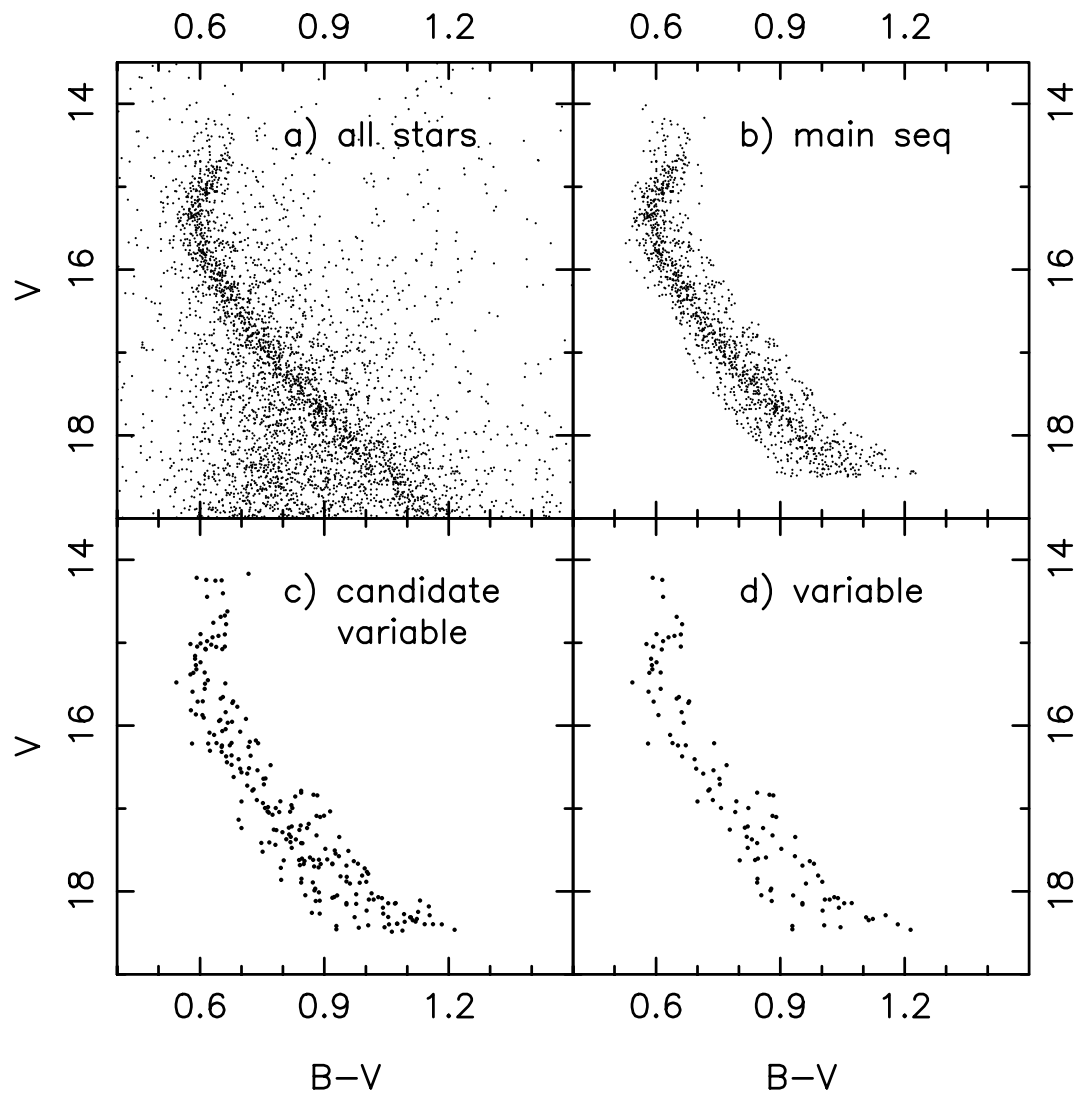 0.6 0.9 1.2 0.6 0.9 1.2
a) all stars
b) main seq
14 14
V
16 16
18 18
c) candidate
variable
d) variable
14 14
V
16 16
18 18
0.6 0.9 1.2 0.6 0.9 1.2
B−V B−V